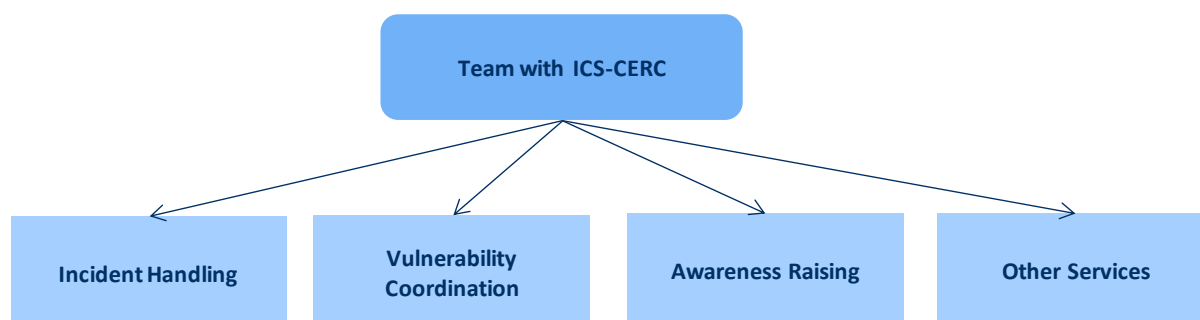 Team with ICS-CERC
Incident Handling
Vulnerability
Coordination
Awareness Raising
Other Services